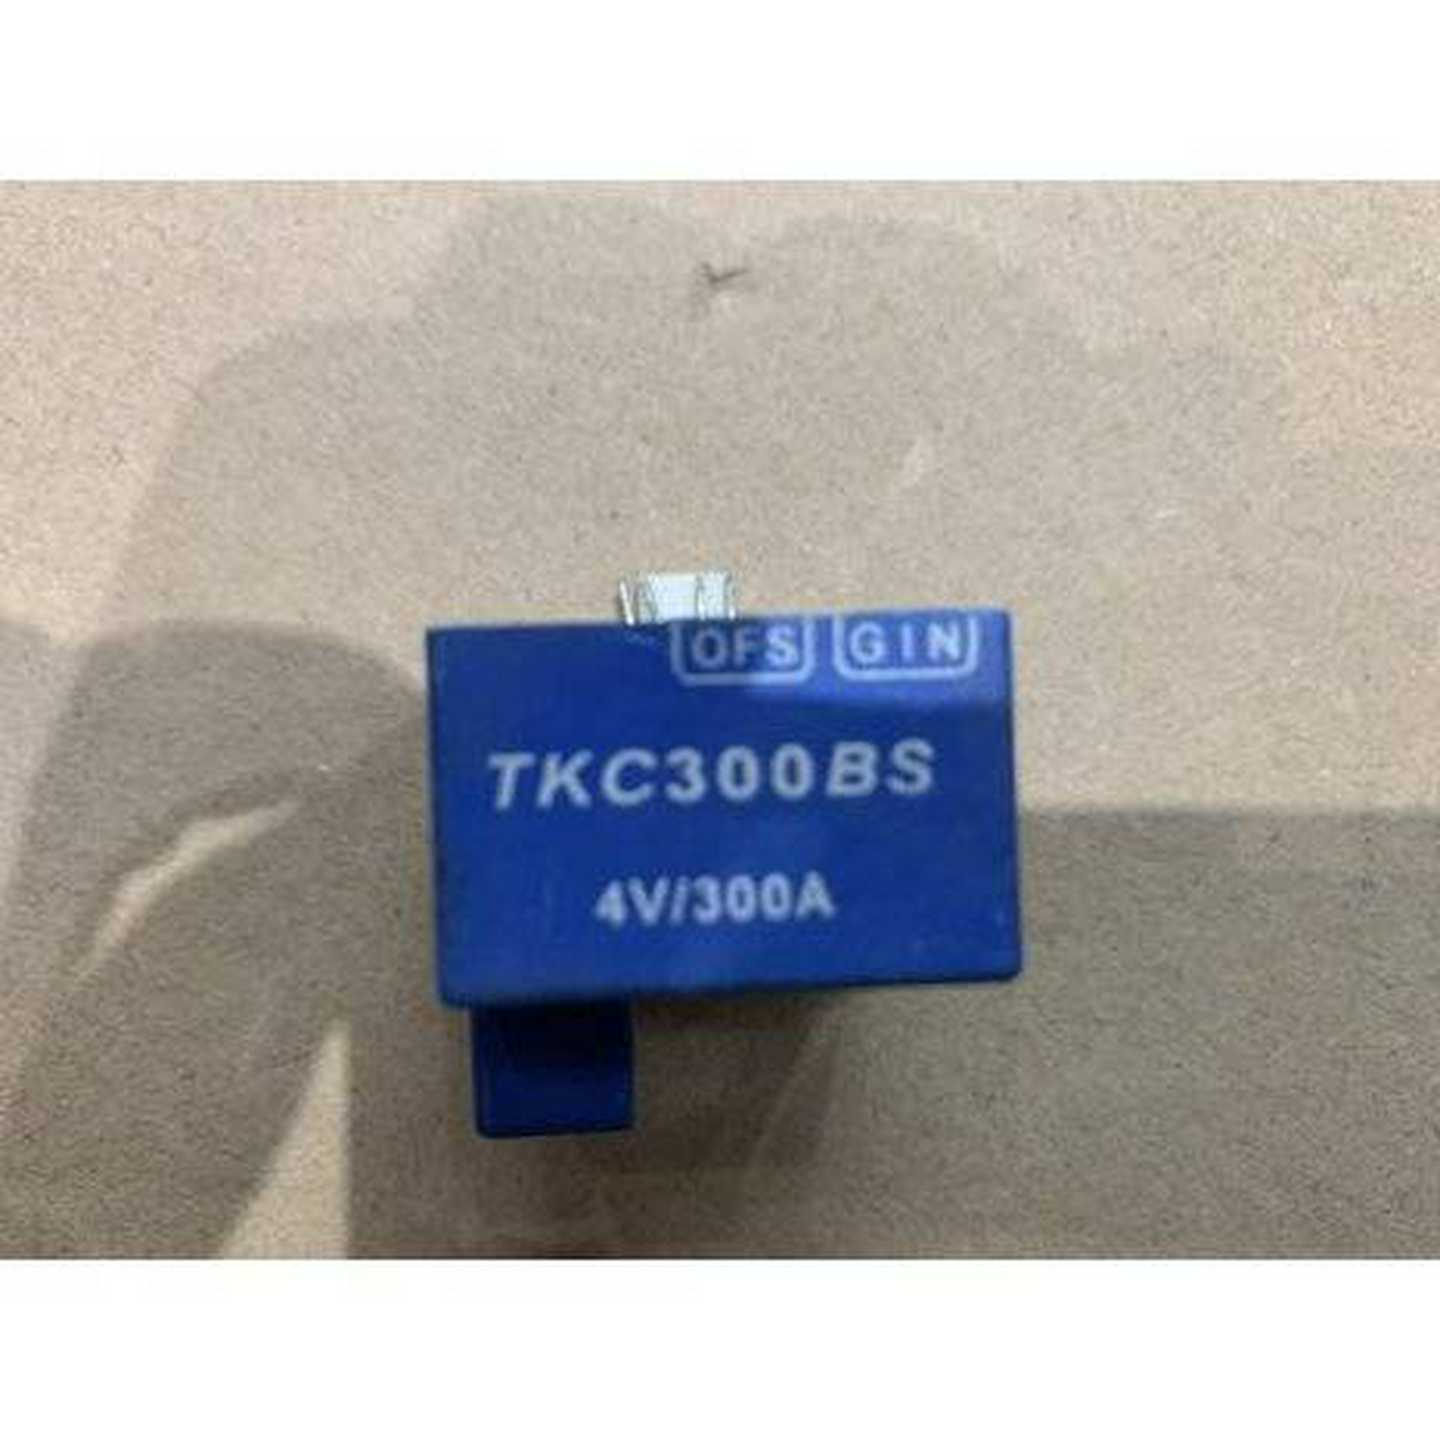 OFS GIN
TKC300BS
4V/300A